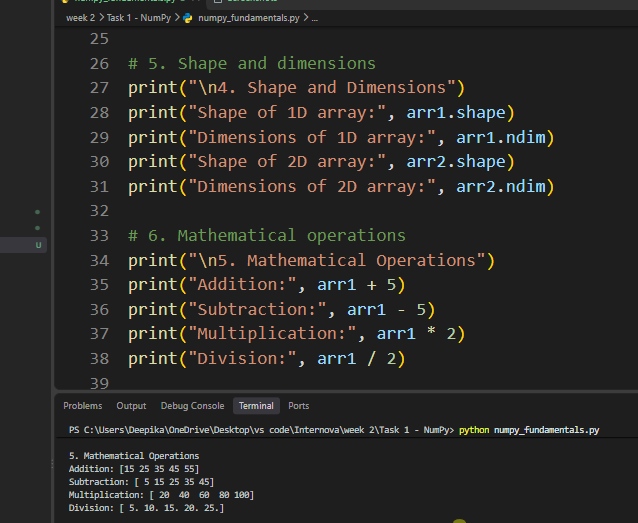 week 2 > Task 1 - NumPy > numpy_fundamentals.py > ...
25
26 # 5. Shape and dimensions
27 print("\n4. Shape and Dimensions")
28 print("Shape of 1D array:", arr1.shape)
29 print("Dimensions of 1D array:", arr1.ndim)
30 print("Shape of 2D array:", arr2.shape)
31 print("Dimensions of 2D array:", arr2.ndim)
32
33 # 6. Mathematical operations
34 print("\n5. Mathematical Operations")
35 print("Addition:", arr1 + 5)
36 print("Subtraction:", arr1 - 5)
37 print("Multiplication:", arr1 * 2)
38 print("Division:", arr1 / 2)
39
U
Problems Output Debug Console Terminal Ports
PS C:\Users\Deepika\OneDrive\Desktop\vs code\Internova\week 2\Task 1 - NumPy> python numpy_fundamentals.py
5. Mathematical Operations
Addition: [15 25 35 45 55]
Subtraction: [ 5 15 25 35 45]
Multiplication: [ 20  40  60  80 100]
Division: [ 5. 10. 15. 20. 25.]